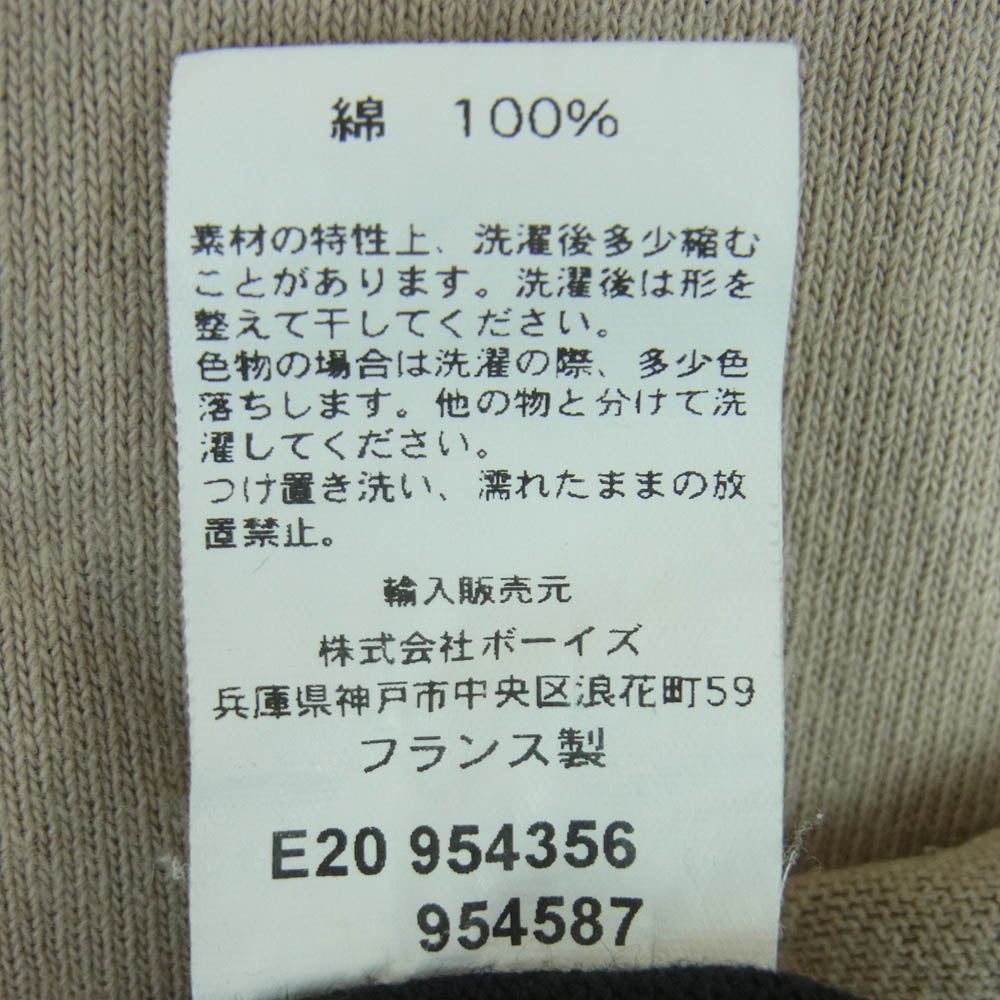 綿 100%
素材の特性上、洗濯後多少縮む
ことがあります。洗濯後は形を
整えて干してください。
色物の場合は洗濯の際、多少色
落ちします。他の物と分けて洗
濯してください。
つけ置き洗い、濡れたままの放
置禁止。
輸入販売元
株式会社ボーイズ
兵庫県神戸市中央区浪花町59
フランス製
E20 954356
954587